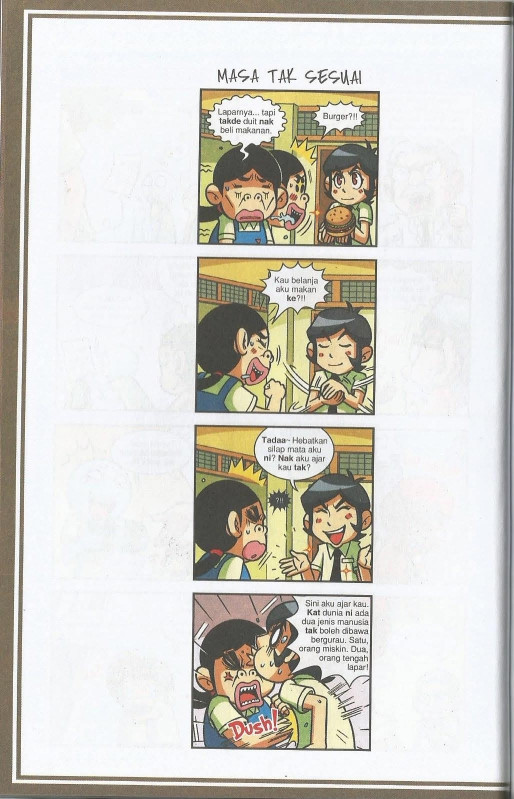 MASA TAK SESUAI
Laparnya... tapi
takde duit nak
beli makanan.
Burger?!!
Kau belanja
aku makan
ke?!!
Tadaa~ Hebatkan
silap mata aku
ni? Nak aku ajar
kau tak?
?!!
Sini aku ajar kau.
Kat dunia ni ada
dua jenis manusia
tak boleh dibawa
bergurau. Satu,
orang miskin. Dua,
orang tengah
lapar!
Dush!